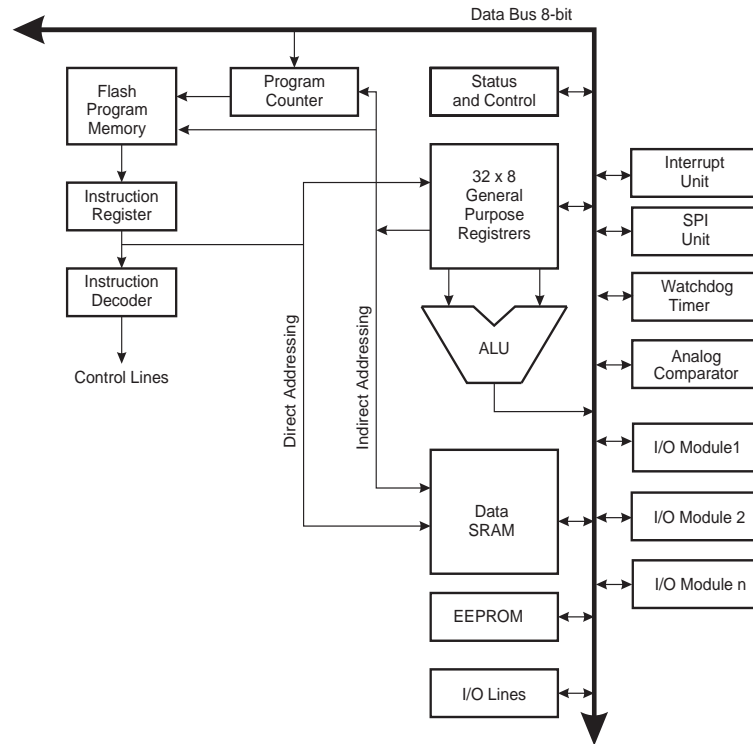 Data Bus 8-bit
Flash
Program
Memory
Program
Counter
Status
and Control
Instruction
Register
32 x 8
General
Purpose
Registrers
Interrupt
Unit
SPI
Unit
Instruction
Decoder
Watchdog
Timer
Control Lines
Direct Addressing
Indirect Addressing
ALU
Analog
Comparator
I/O Module1
Data
SRAM
I/O Module 2
I/O Module n
EEPROM
I/O Lines